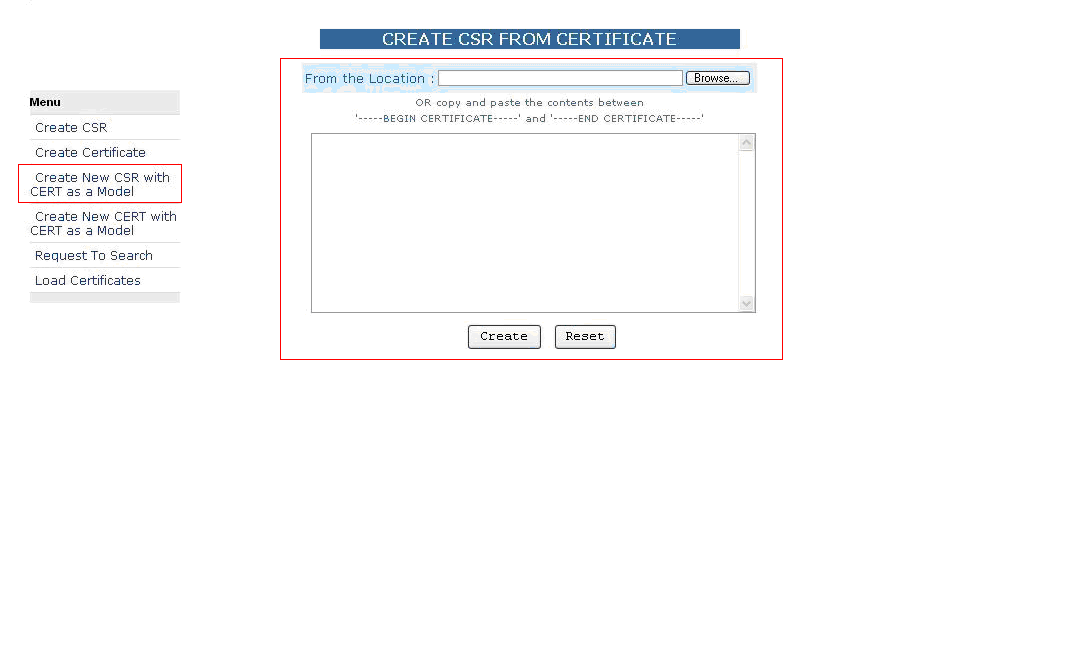 CREATE CSR FROM CERTIFICATE
From the Location :
Browse...
OR copy and paste the contents between
'-----BEGIN CERTIFICATE-----' and '-----END CERTIFICATE-----'
Create
Reset
Menu
Create CSR
Create Certificate
Create New CSR with
CERT as a Model
Create New CERT with
CERT as a Model
Request To Search
Load Certificates